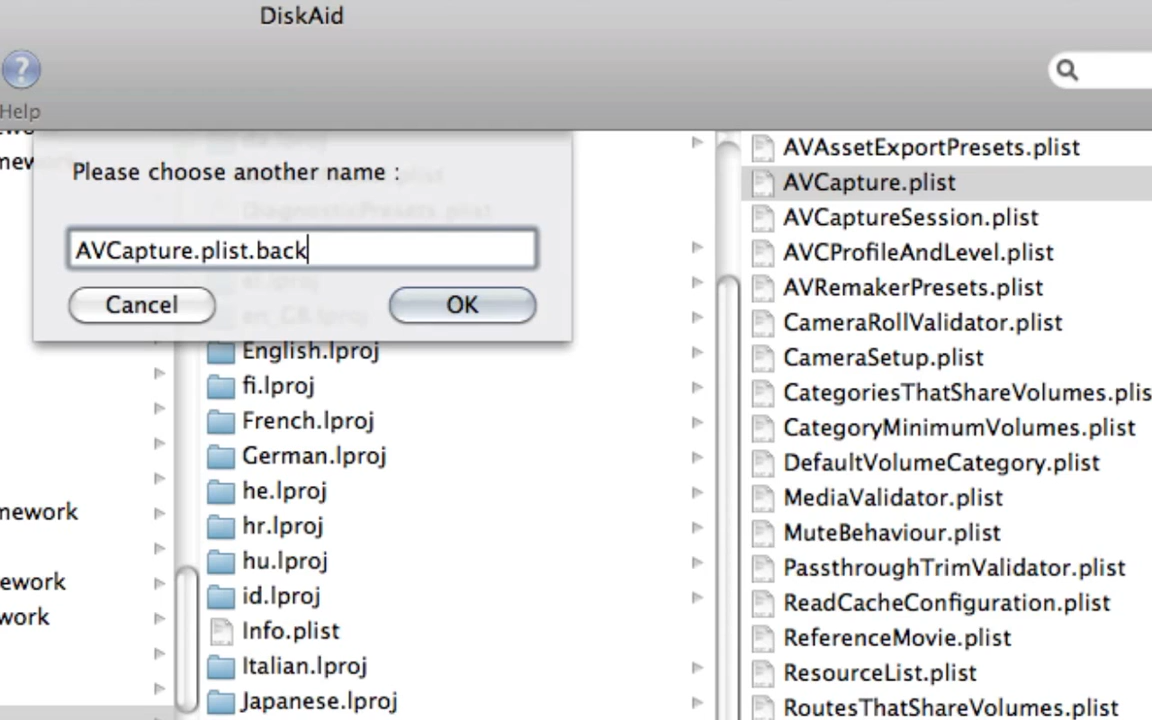 DiskAid
Help
Please choose another name :
AVCapture.plist.back
Cancel
OK
mework
ework
work
English.lproj
fi.lproj
French.lproj
German.lproj
he.lproj
hr.lproj
hu.lproj
id.lproj
Info.plist
Italian.lproj
Japanese.lproj
AVAssetExportPresets.plist
AVCapture.plist
AVCaptureSession.plist
AVCProfileAndLevel.plist
AVRemakerPresets.plist
CameraRollValidator.plist
CameraSetup.plist
CategoriesThatShareVolumes.plis
CategoryMinimumVolumes.plist
DefaultVolumeCategory.plist
MediaValidator.plist
MuteBehaviour.plist
PassthroughTrimValidator.plist
ReadCacheConfiguration.plist
ReferenceMovie.plist
ResourceList.plist
RoutesThatShareVolumes.plist